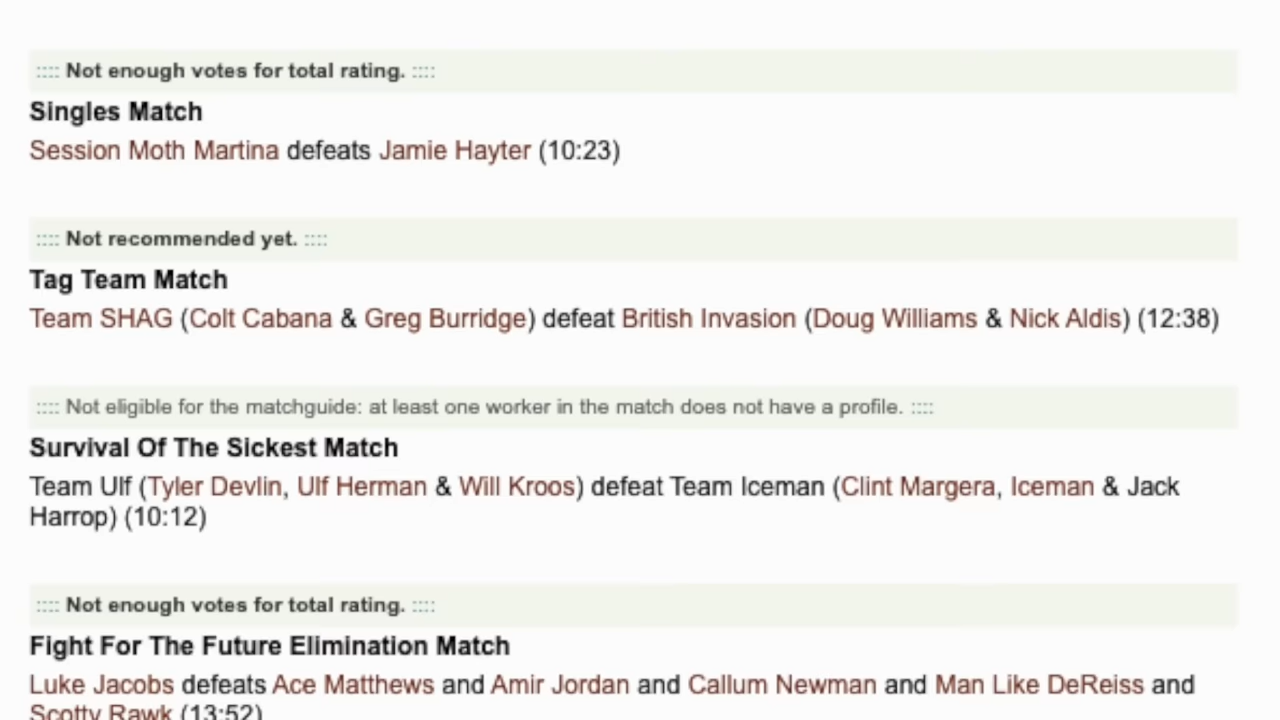 :::: Not enough votes for total rating. ::::
Singles Match
Session Moth Martina defeats Jamie Hayter (10:23)
:::: Not recommended yet. ::::
Tag Team Match
Team SHAG (Colt Cabana & Greg Burridge) defeat British Invasion (Doug Williams & Nick Aldis) (12:38)
:::: Not eligible for the matchguide: at least one worker in the match does not have a profile. ::::
Survival Of The Sickest Match
Team Ulf (Tyler Devlin, Ulf Herman & Will Kroos) defeat Team Iceman (Clint Margera, Iceman & Jack
Harrop) (10:12)
:::: Not enough votes for total rating. ::::
Fight For The Future Elimination Match
Luke Jacobs defeats Ace Matthews and Amir Jordan and Callum Newman and Man Like DeReiss and
Scotty Rawk (13:52)